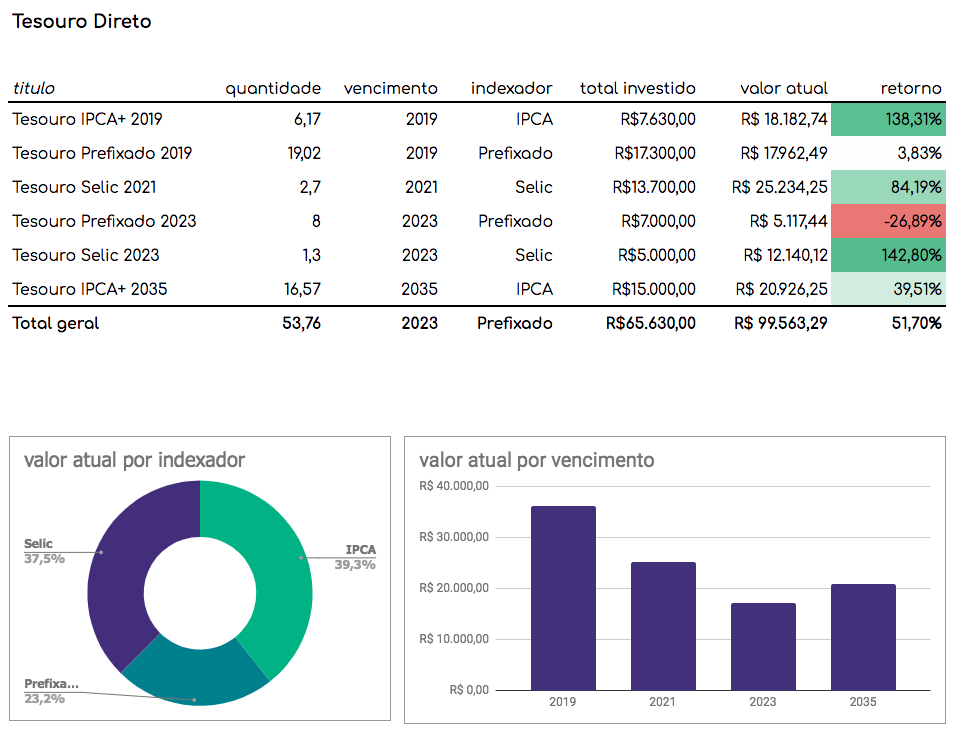 Tesouro Direto
titulo quantidade vencimento indexador total investido valor atual retorno
Tesouro IPCA+ 2019 6,17 2019 IPCA R$7.630,00 R$ 18.182,74 138,31%
Tesouro Prefixado 2019 19,02 2019 Prefixado R$17.300,00 R$ 17.962,49 3,83%
Tesouro Selic 2021 2,7 2021 Selic R$13.700,00 R$ 25.234,25 84,19%
Tesouro Prefixado 2023 8 2023 Prefixado R$7.000,00 R$ 5.117,44 -26,89%
Tesouro Selic 2023 1,3 2023 Selic R$5.000,00 R$ 12.140,12 142,80%
Tesouro IPCA+ 2035 16,57 2035 IPCA R$15.000,00 R$ 20.926,25 39,51%
Total geral 53,76 2023 Prefixado R$65.630,00 R$ 99.563,29 51,70%
valor atual por indexador
Selic
37,5%
IPCA
39,3%
Prefixa...
23,2%
valor atual por vencimento
R$ 40.000,00
R$ 30.000,00
R$ 20.000,00
R$ 10.000,00
R$ 0,00
2019 2021 2023 2035